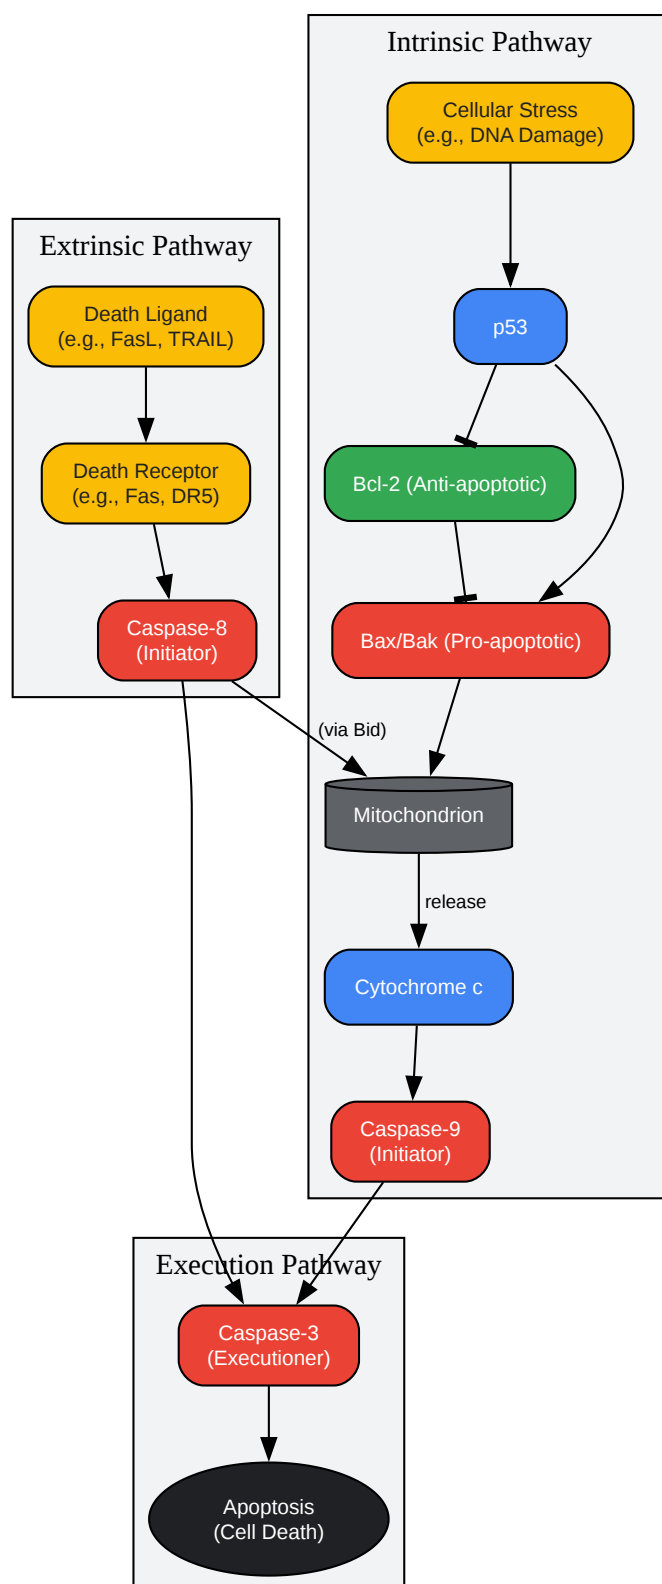 Intrinsic Pathway
Cellular Stress
(e.g., DNA Damage)
p53
Bcl-2 (Anti-apoptotic)
Bax/Bak (Pro-apoptotic)
Extrinsic Pathway
Death Ligand
(e.g., FasL, TRAIL)
Death Receptor
(e.g., Fas, DR5)
Caspase-8
(Initiator)
(via Bid)
Mitochondrion
release
Cytochrome c
Caspase-9
(Initiator)
Execution Pathway
Caspase-3
(Executioner)
Apoptosis
(Cell Death)